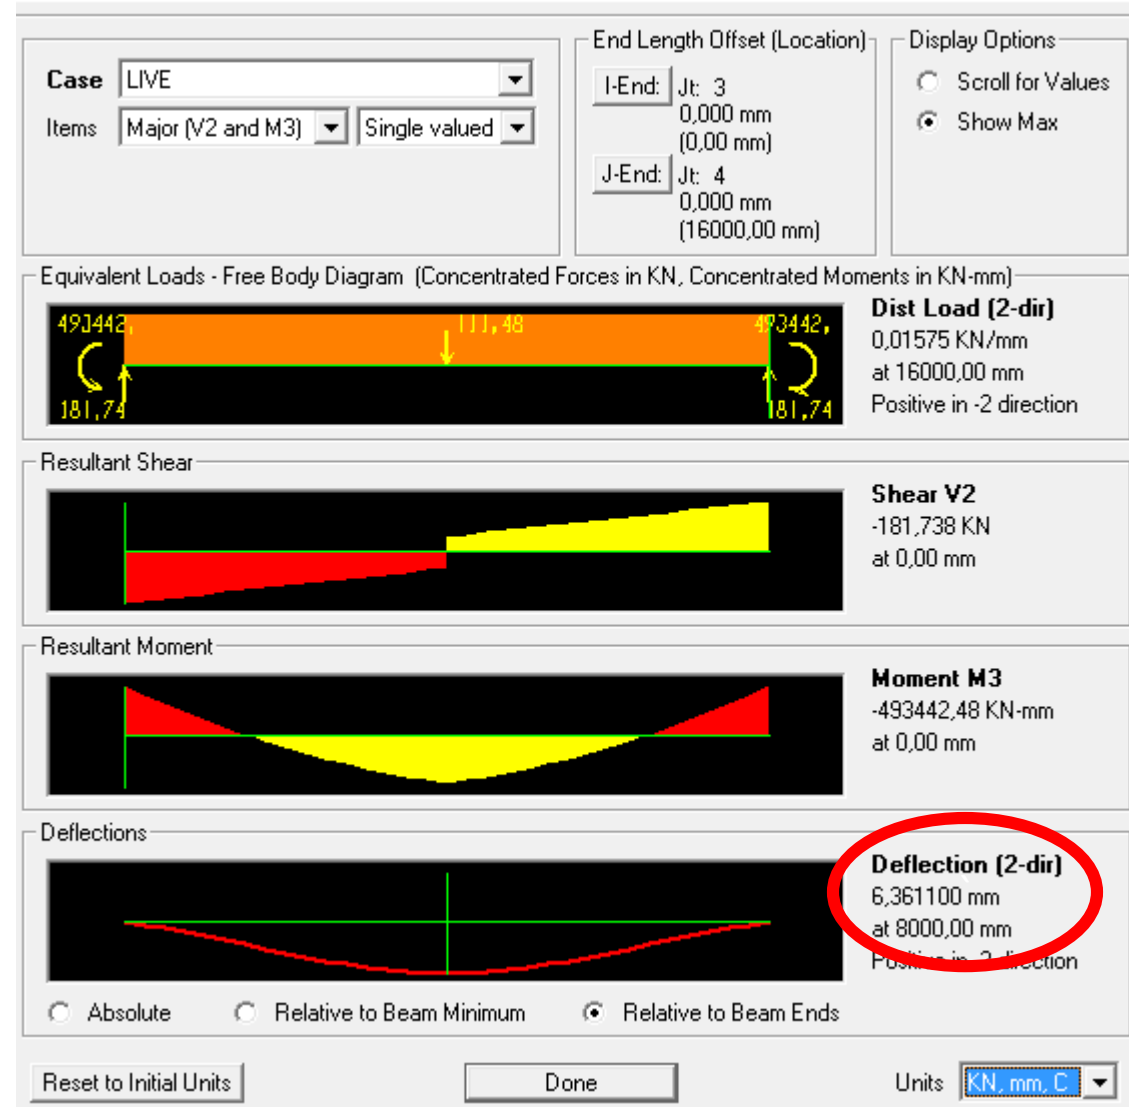 End Length Offset (Location)
Display Options
Case
LIVE
Items
Major (V2 and M3)
Single valued
I-End:
Jt: 3
0,000 mm
(0,00 mm)
J-End:
Jt: 4
0,000 mm
(16000,00 mm)
Scroll for Values
Show Max
Equivalent Loads - Free Body Diagram (Concentrated Forces in KN, Concentrated Moments in KN-mm)
493442,
111,48
493442,
181,74
181,74
Dist Load (2-dir)
0,01575 KN/mm
at 16000,00 mm
Positive in -2 direction
Resultant Shear
Shear V2
-181,738 KN
at 0,00 mm
Resultant Moment
Moment M3
-493442,48 KN-mm
at 0,00 mm
Deflections
Deflection (2-dir)
6,361100 mm
at 8000,00 mm
Positive in -2 direction
Absolute
Relative to Beam Minimum
Relative to Beam Ends
Reset to Initial Units
Done
Units
KN, mm, C